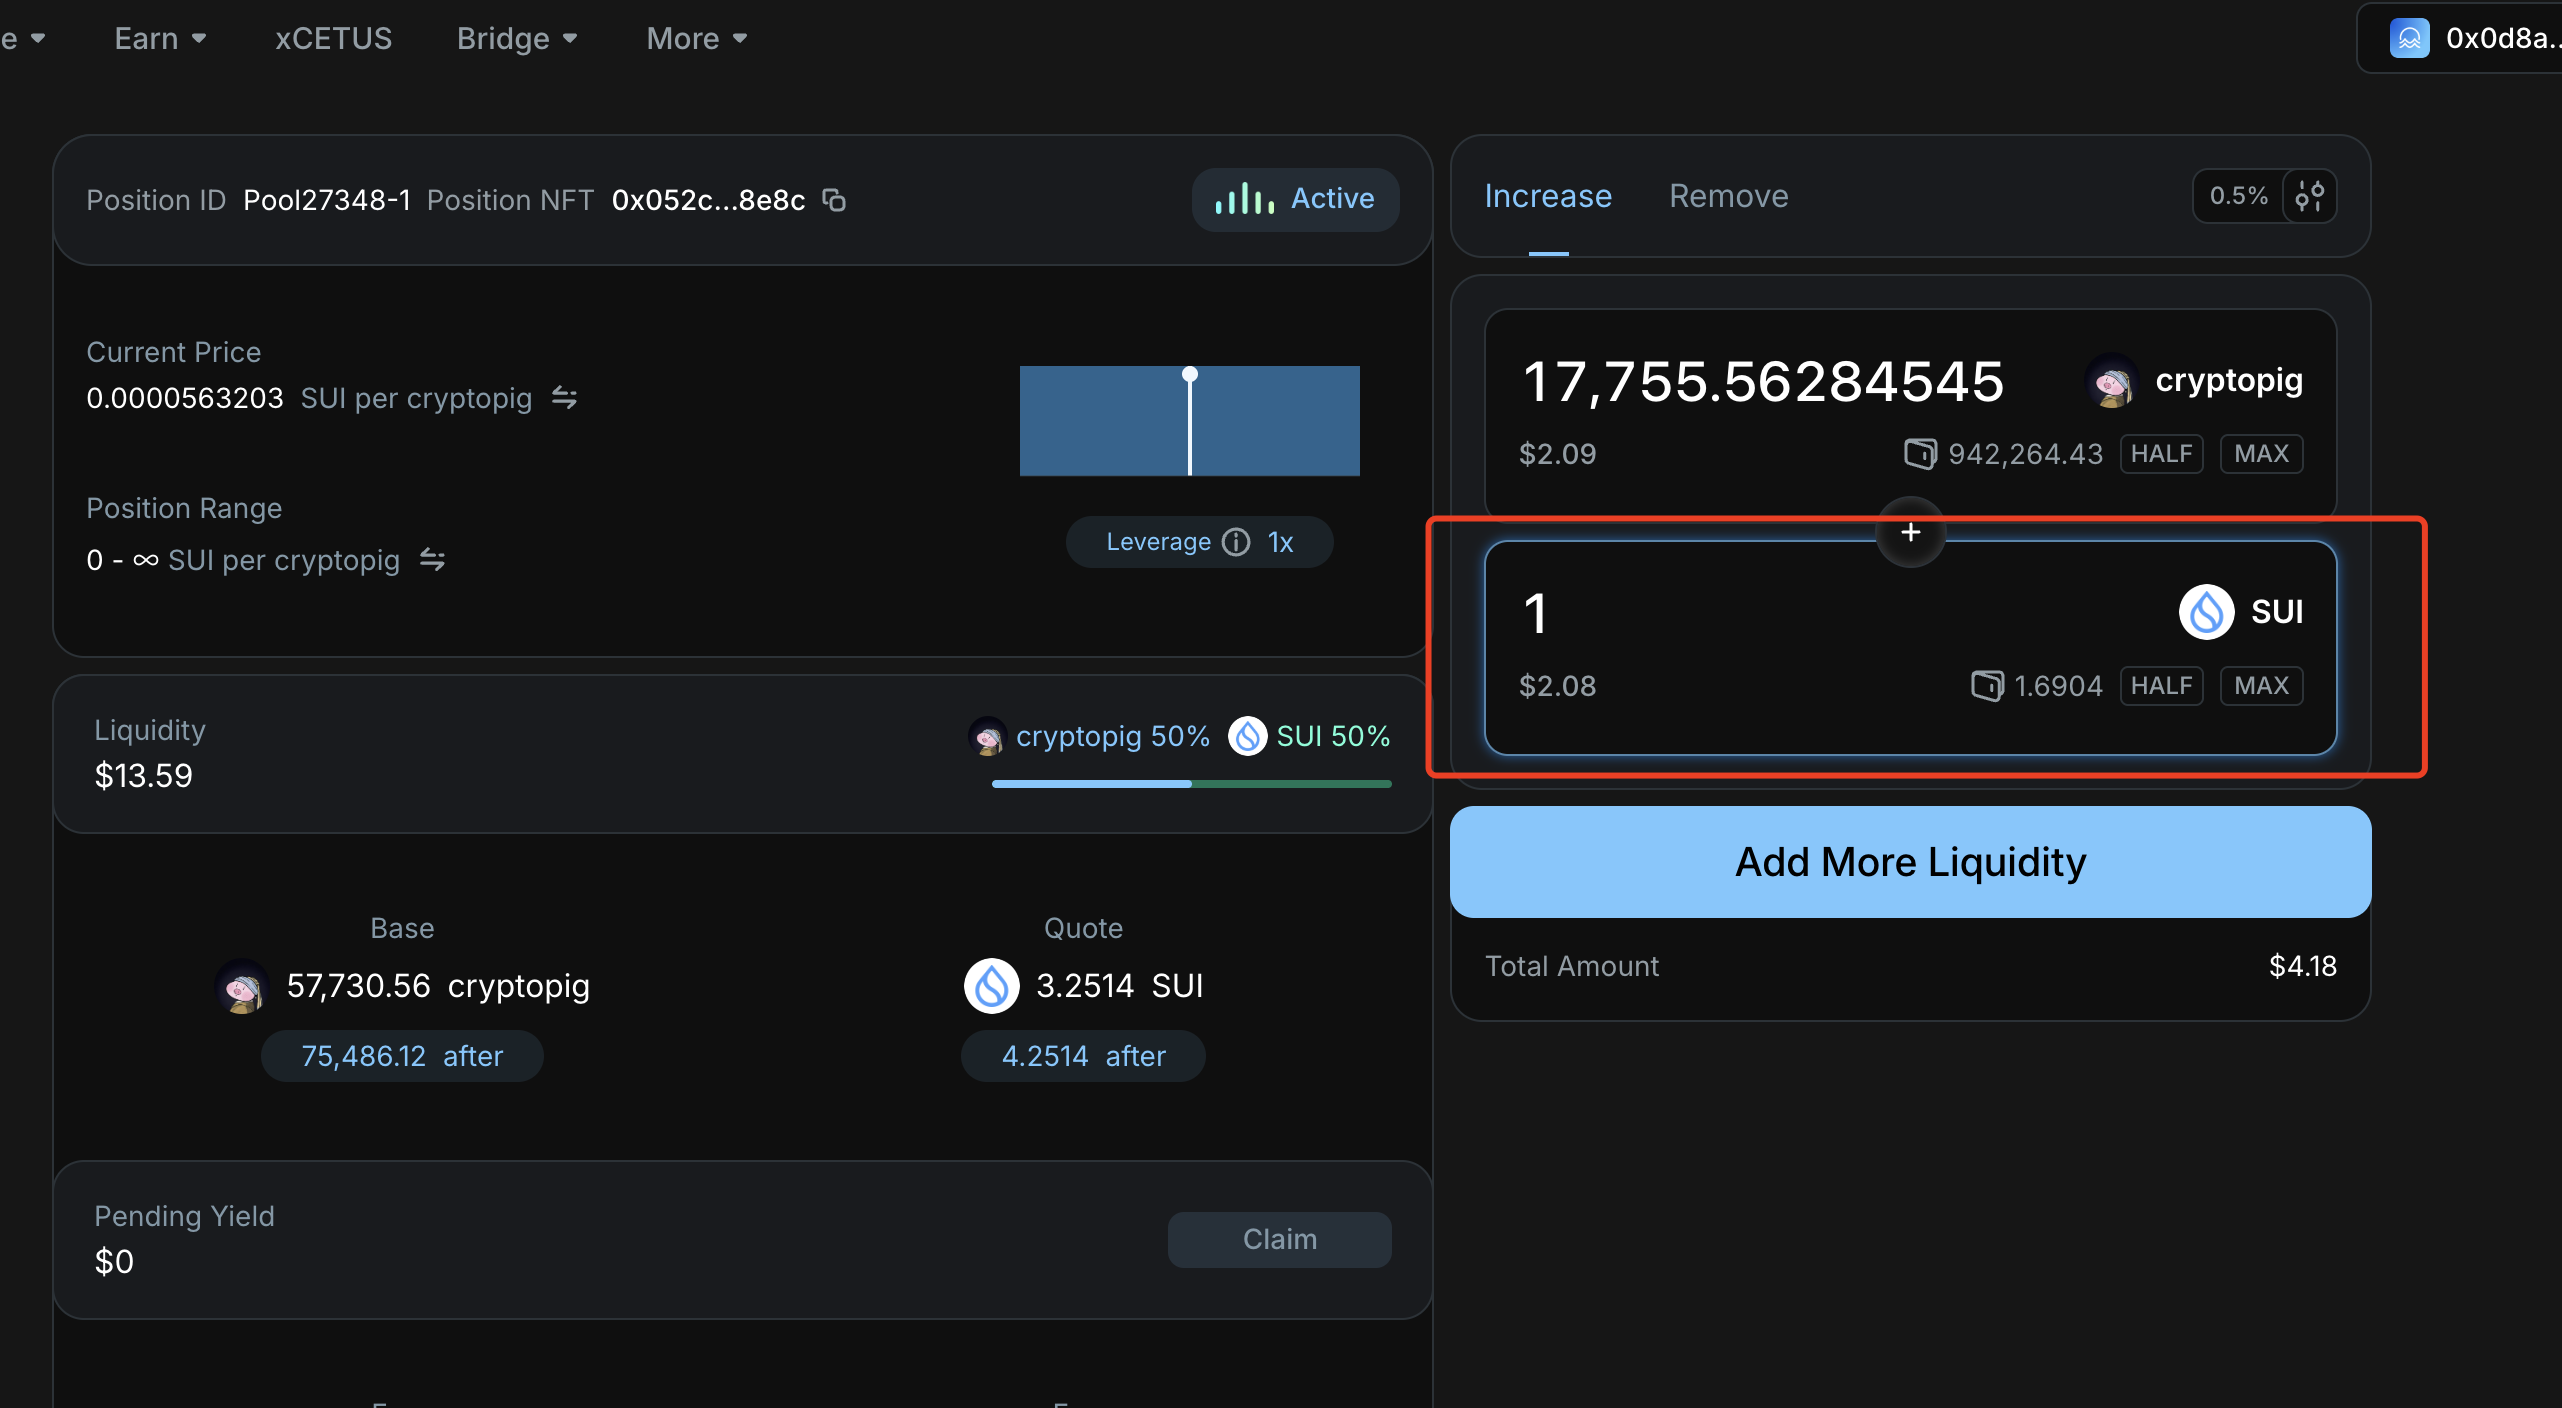 e Earn xCETUS Bridge More 0x0d8a..
Position ID Pool27348-1 Position NFT 0x052c...8e8c Active
Current Price
0.0000563203 SUI per cryptopig
Position Range
0 - ∞ SUI per cryptopig
Leverage 1x
Liquidity
$13.59
cryptopig 50% SUI 50%
Base
57,730.56 cryptopig
75,486.12 after
Quote
3.2514 SUI
4.2514 after
Pending Yield
$0
Claim
Increase Remove 0.5%
17,755.56284545 cryptopig
$2.09 942,264.43 HALF MAX
+
1 SUI
$2.08 1.6904 HALF MAX
Add More Liquidity
Total Amount $4.18